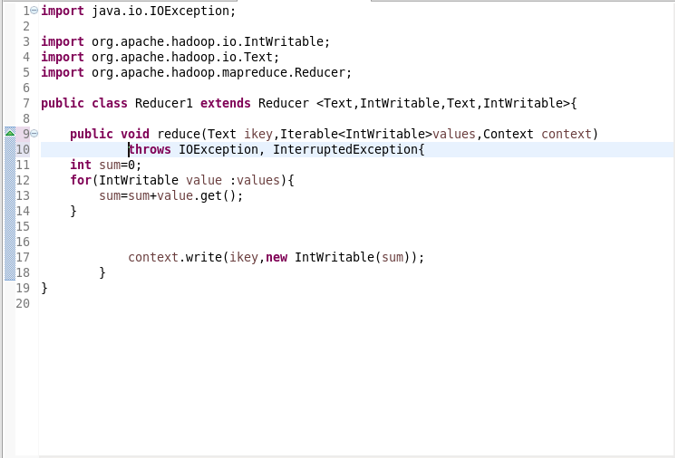 1 import java.io.IOException;
2
3 import org.apache.hadoop.io.IntWritable;
4 import org.apache.hadoop.io.Text;
5 import org.apache.hadoop.mapreduce.Reducer;
6
7 public class Reducer1 extends Reducer <Text,IntWritable,Text,IntWritable>{
8
9     public void reduce(Text ikey,Iterable<IntWritable>values,Context context)
10             throws IOException, InterruptedException{
11     int sum=0;
12     for(IntWritable value :values){
13         sum=sum+value.get();
14     }
15
16
17             context.write(ikey,new IntWritable(sum));
18         }
19 }
20